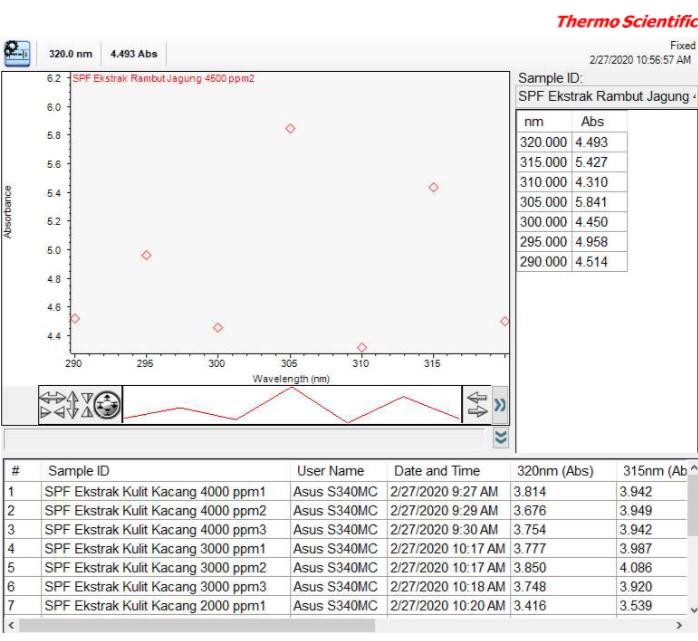 Thermo Scientific
320.0 nm 4.493 Abs
Fixed
2/27/2020 10:56:57 AM
SPF Ekstrak Rambut Jagung 4500 ppm2
6.2
6.0
5.8
5.6
5.4
5.2
5.0
4.8
4.6
4.4
Absorbance
290 295 300 305 310 315
Wavelength (nm)
Sample ID:
SPF Ekstrak Rambut Jagung
nm Abs
320.000 4.493
315.000 5.427
310.000 4.310
305.000 5.841
300.000 4.450
295.000 4.958
290.000 4.514
# Sample ID User Name Date and Time 320nm (Abs) 315nm (Ab
1 SPF Ekstrak Kulit Kacang 4000 ppm1 Asus S340MC 2/27/2020 9:27 AM 3.814 3.942
2 SPF Ekstrak Kulit Kacang 4000 ppm2 Asus S340MC 2/27/2020 9:29 AM 3.676 3.949
3 SPF Ekstrak Kulit Kacang 4000 ppm3 Asus S340MC 2/27/2020 9:30 AM 3.754 3.942
4 SPF Ekstrak Kulit Kacang 3000 ppm1 Asus S340MC 2/27/2020 10:17 AM 3.777 3.987
5 SPF Ekstrak Kulit Kacang 3000 ppm2 Asus S340MC 2/27/2020 10:17 AM 3.850 4.086
6 SPF Ekstrak Kulit Kacang 3000 ppm3 Asus S340MC 2/27/2020 10:18 AM 3.748 3.920
7 SPF Ekstrak Kulit Kacang 2000 ppm1 Asus S340MC 2/27/2020 10:20 AM 3.416 3.539